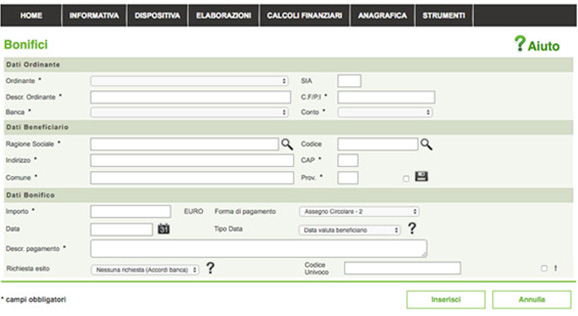 HOME INFORMATIVA DISPOSITIVA ELABORAZIONI CALCOLI FINANZIARI ANAGRAFICA STRUMENTI
Bonifici ? Aiuto
Dati Ordinante
Ordinante * SIA
Descr. Ordinante * C.F/P.I *
Banca * Conto *
Dati Beneficiario
Ragione Sociale * Codice
Indirizzo * CAP *
Comune * Prov. *
Dati Bonifico
Importo * EURO Forma di pagamento Assegno Circolare - 2
Data 31 Tipo Data Data valuta beneficiario ?
Descr. pagamento *
Richiesta esito Nessuna richiesta (Accordi banca) ? Codice Univoco !
* campi obbligatori Inserisci Annulla